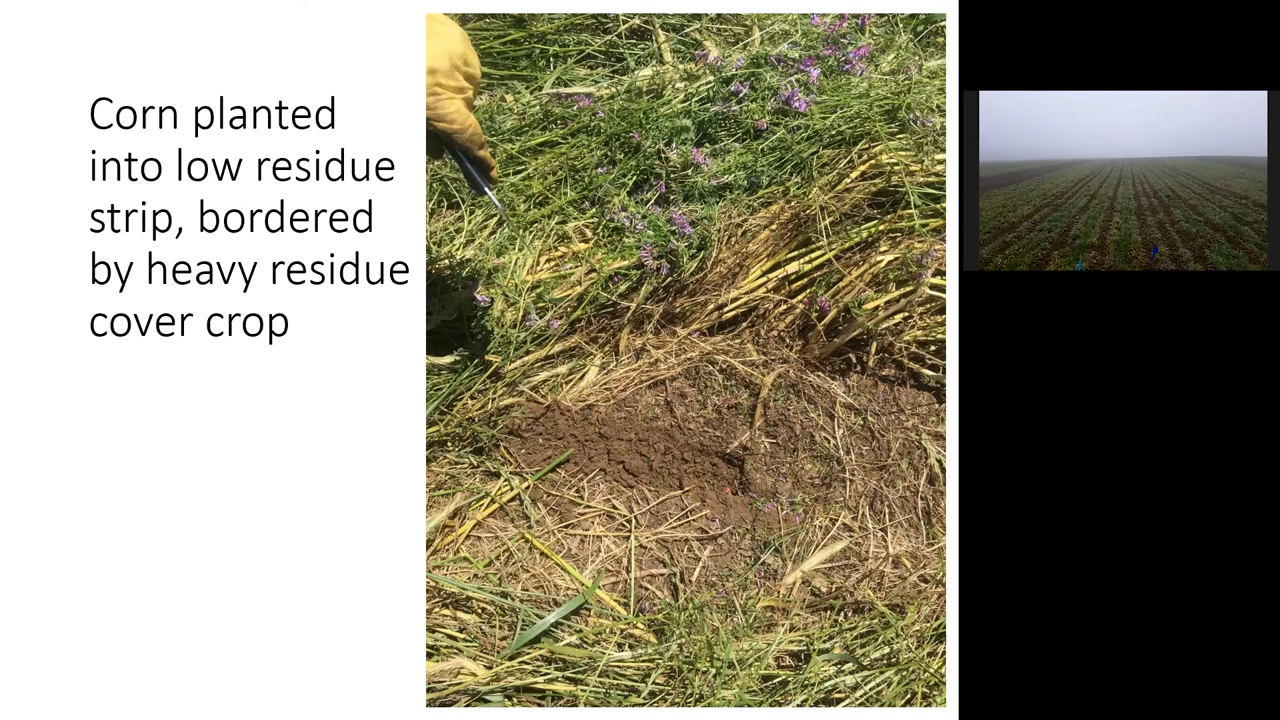 Corn planted
into low residue
strip, bordered
by heavy residue
cover crop